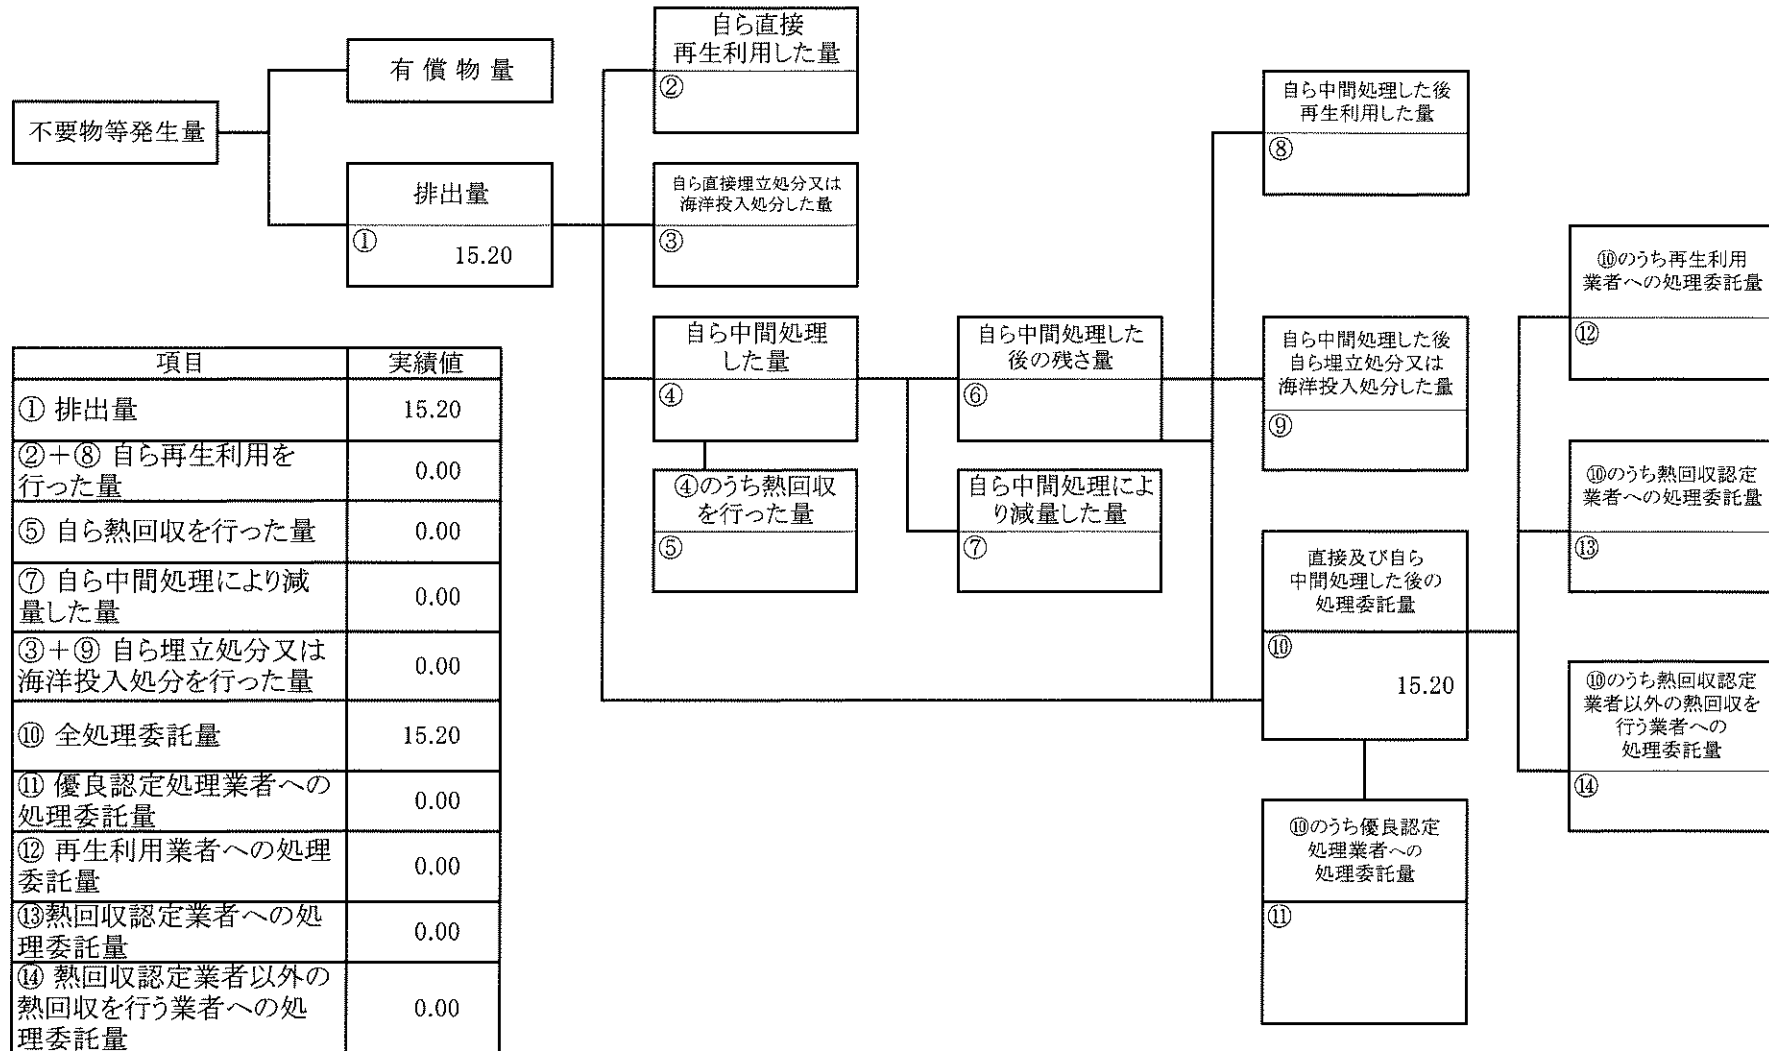 不要物等発生量
有償物量
排出量
①
15.20
自ら直接
再生利用した量
②
自ら直接埋立処分又は
海洋投入処分した量
③
自ら中間処理
した量
④
④のうち熱回収
を行った量
⑤
自ら中間処理した
後の残さ量
⑥
自ら中間処理によ
り減量した量
⑦
自ら中間処理した後
再生利用した量
⑧
自ら中間処理した後
自ら埋立処分又は
海洋投入処分した量
⑨
直接及び自ら
中間処理した後の
処理委託量
⑩
15.20
⑩のうち優良認定
処理業者への
処理委託量
⑪
⑩のうち再生利用
業者への処理委託量
⑫
⑩のうち熱回収認定
業者への処理委託量
⑬
⑩のうち熱回収認定
業者以外の熱回収を
行う業者への
処理委託量
⑭
項目 実績値
① 排出量 15.20
②+⑧ 自ら再生利用を
行った量 0.00
⑤ 自ら熱回収を行った量 0.00
⑦ 自ら中間処理により減
量した量 0.00
③+⑨ 自ら埋立処分又は
海洋投入処分を行った量 0.00
⑩ 全処理委託量 15.20
⑪ 優良認定処理業者への
処理委託量 0.00
⑫ 再生利用業者への処理
委託量 0.00
⑬熱回収認定業者への処
理委託量 0.00
⑭ 熱回収認定業者以外の
熱回収を行う業者への処
理委託量 0.00